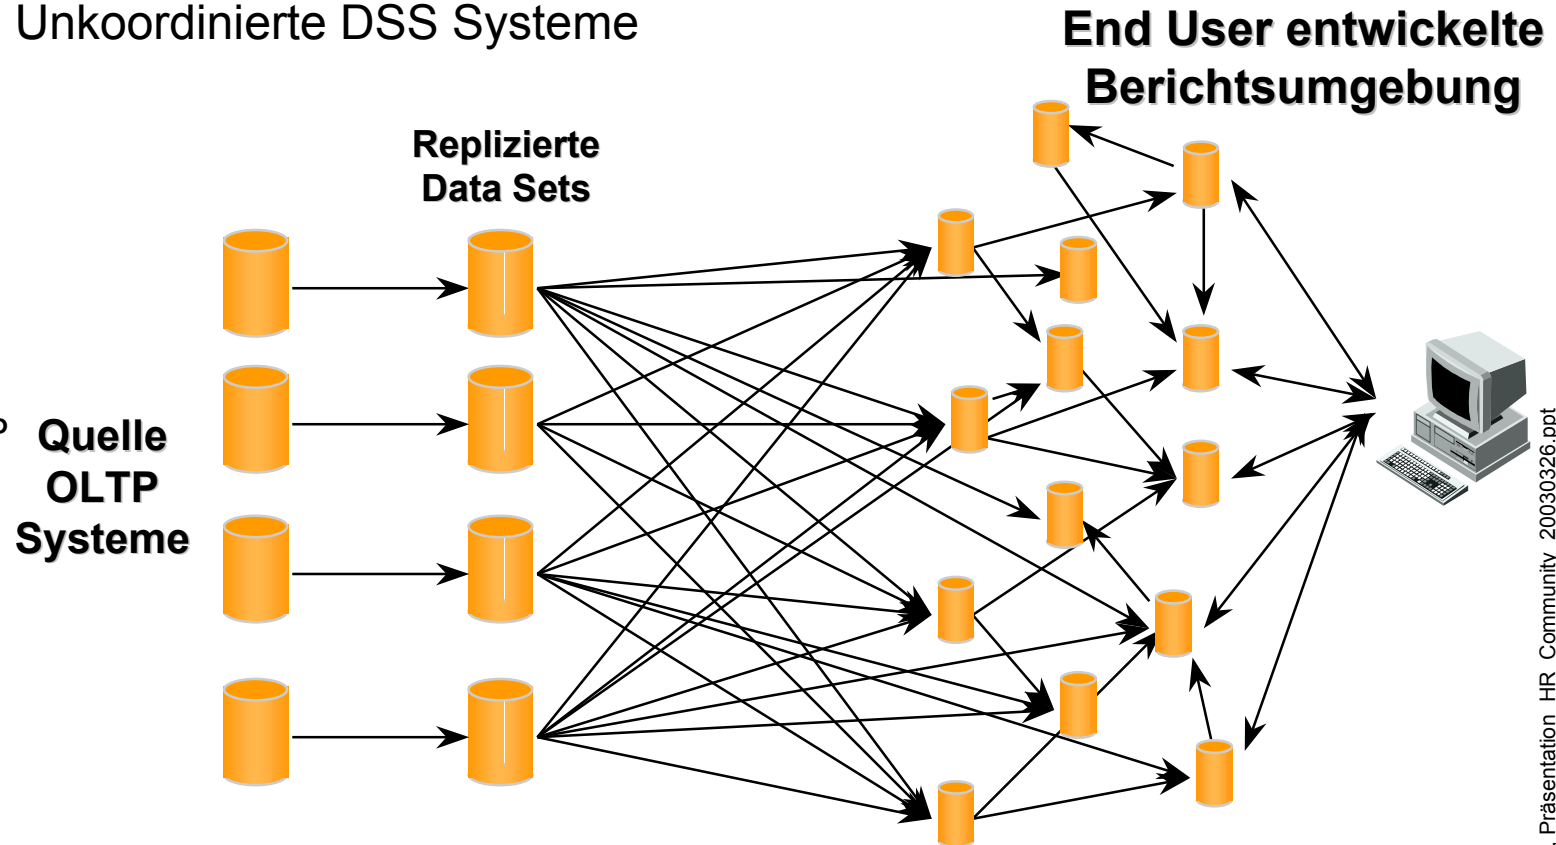 Unkoordinierte DSS Systeme
End User entwickelte
Berichtsumgebung
Replizierte
Data Sets
Quelle
OLTP
Systeme
Präsentation HR Community 20030326.ppt